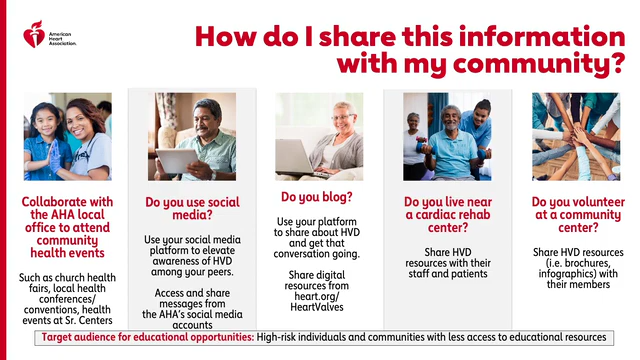 American
Heart
Association.
How do I share this information
with my community?
Collaborate with
the AHA local
office to attend
community
health events
Such as church health
fairs, local health
conferences/
conventions, health
events at Sr. Centers
Do you use social
media?
Use your social media
platform to elevate
awareness of HVD
among your peers.
Access and share
messages from
the AHA's social media
accounts
Do you blog?
Use your platform
to share about HVD
and get that
conversation going.
Share digital
resources from
heart.org/
HeartValves
Do you live near
a cardiac rehab
center?
Share HVD
resources with their
staff and patients
Do you volunteer
at a community
center?
Share HVD resources
(i.e. brochures,
infographics) with
their members
Target audience for educational opportunities: High-risk individuals and communities with less access to educational resources